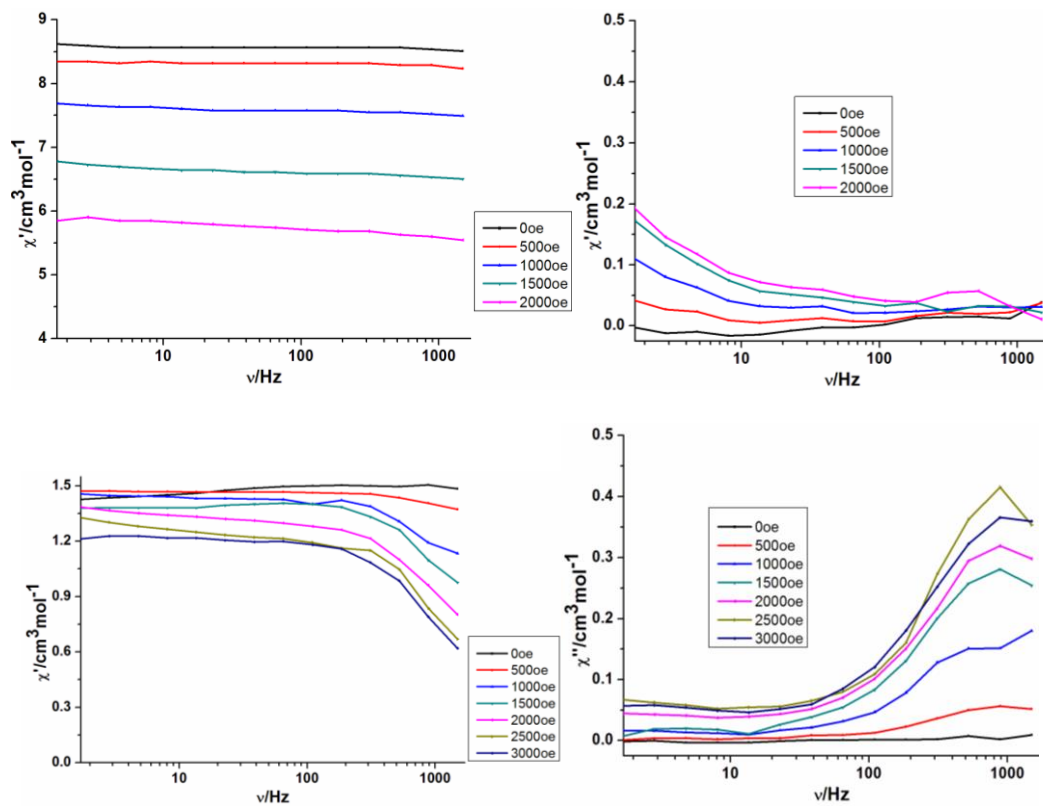 9
8
7
6
5
4
χ'/cm³mol⁻¹
10
100
1000
ν/Hz
0oe
500oe
1000oe
1500oe
2000oe
0.5
0.4
0.3
0.2
0.1
0.0
χ'/cm³mol⁻¹
10
100
1000
ν/Hz
0oe
500oe
1000oe
1500oe
2000oe
1.5
1.2
0.9
0.6
0.3
0.0
χ'/cm³mol⁻¹
10
100
1000
ν/Hz
0oe
500oe
1000oe
1500oe
2000oe
2500oe
3000oe
0.5
0.4
0.3
0.2
0.1
0.0
χ''/cm³mol⁻¹
10
100
1000
ν/Hz
0oe
500oe
1000oe
1500oe
2000oe
2500oe
3000oe